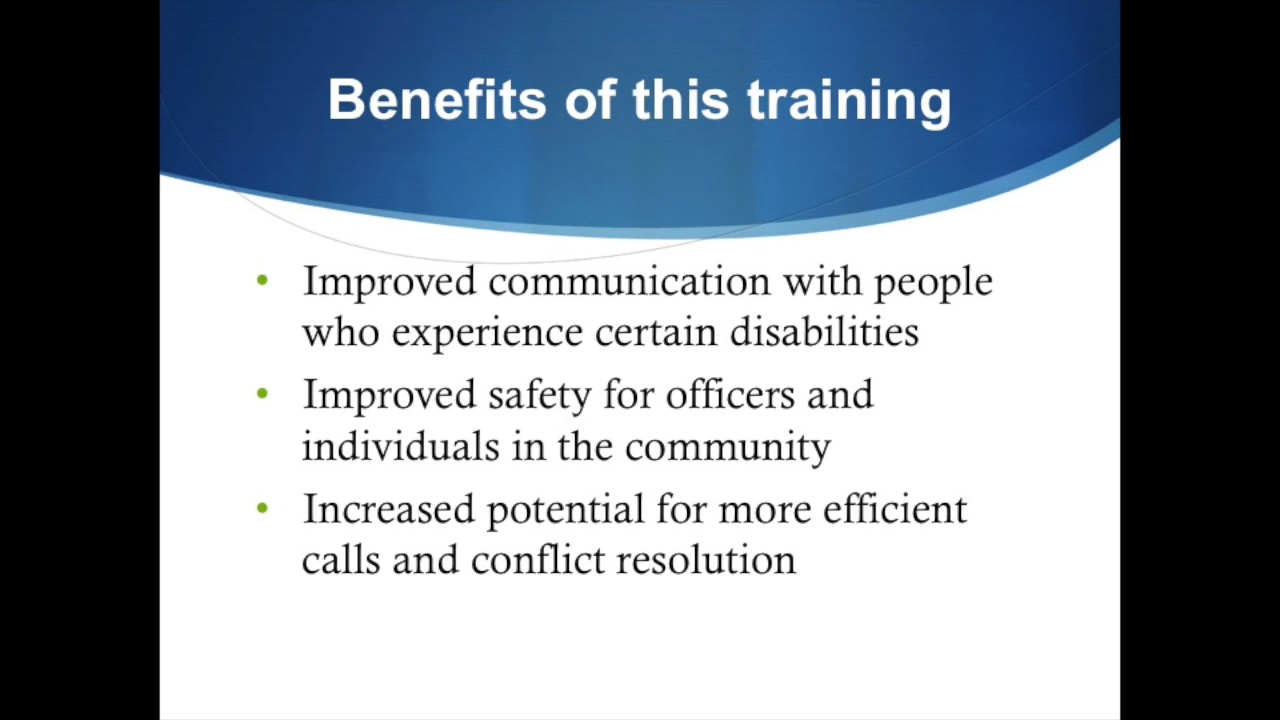 Benefits of this training
• Improved communication with people
who experience certain disabilities
• Improved safety for officers and
individuals in the community
• Increased potential for more efficient
calls and conflict resolution